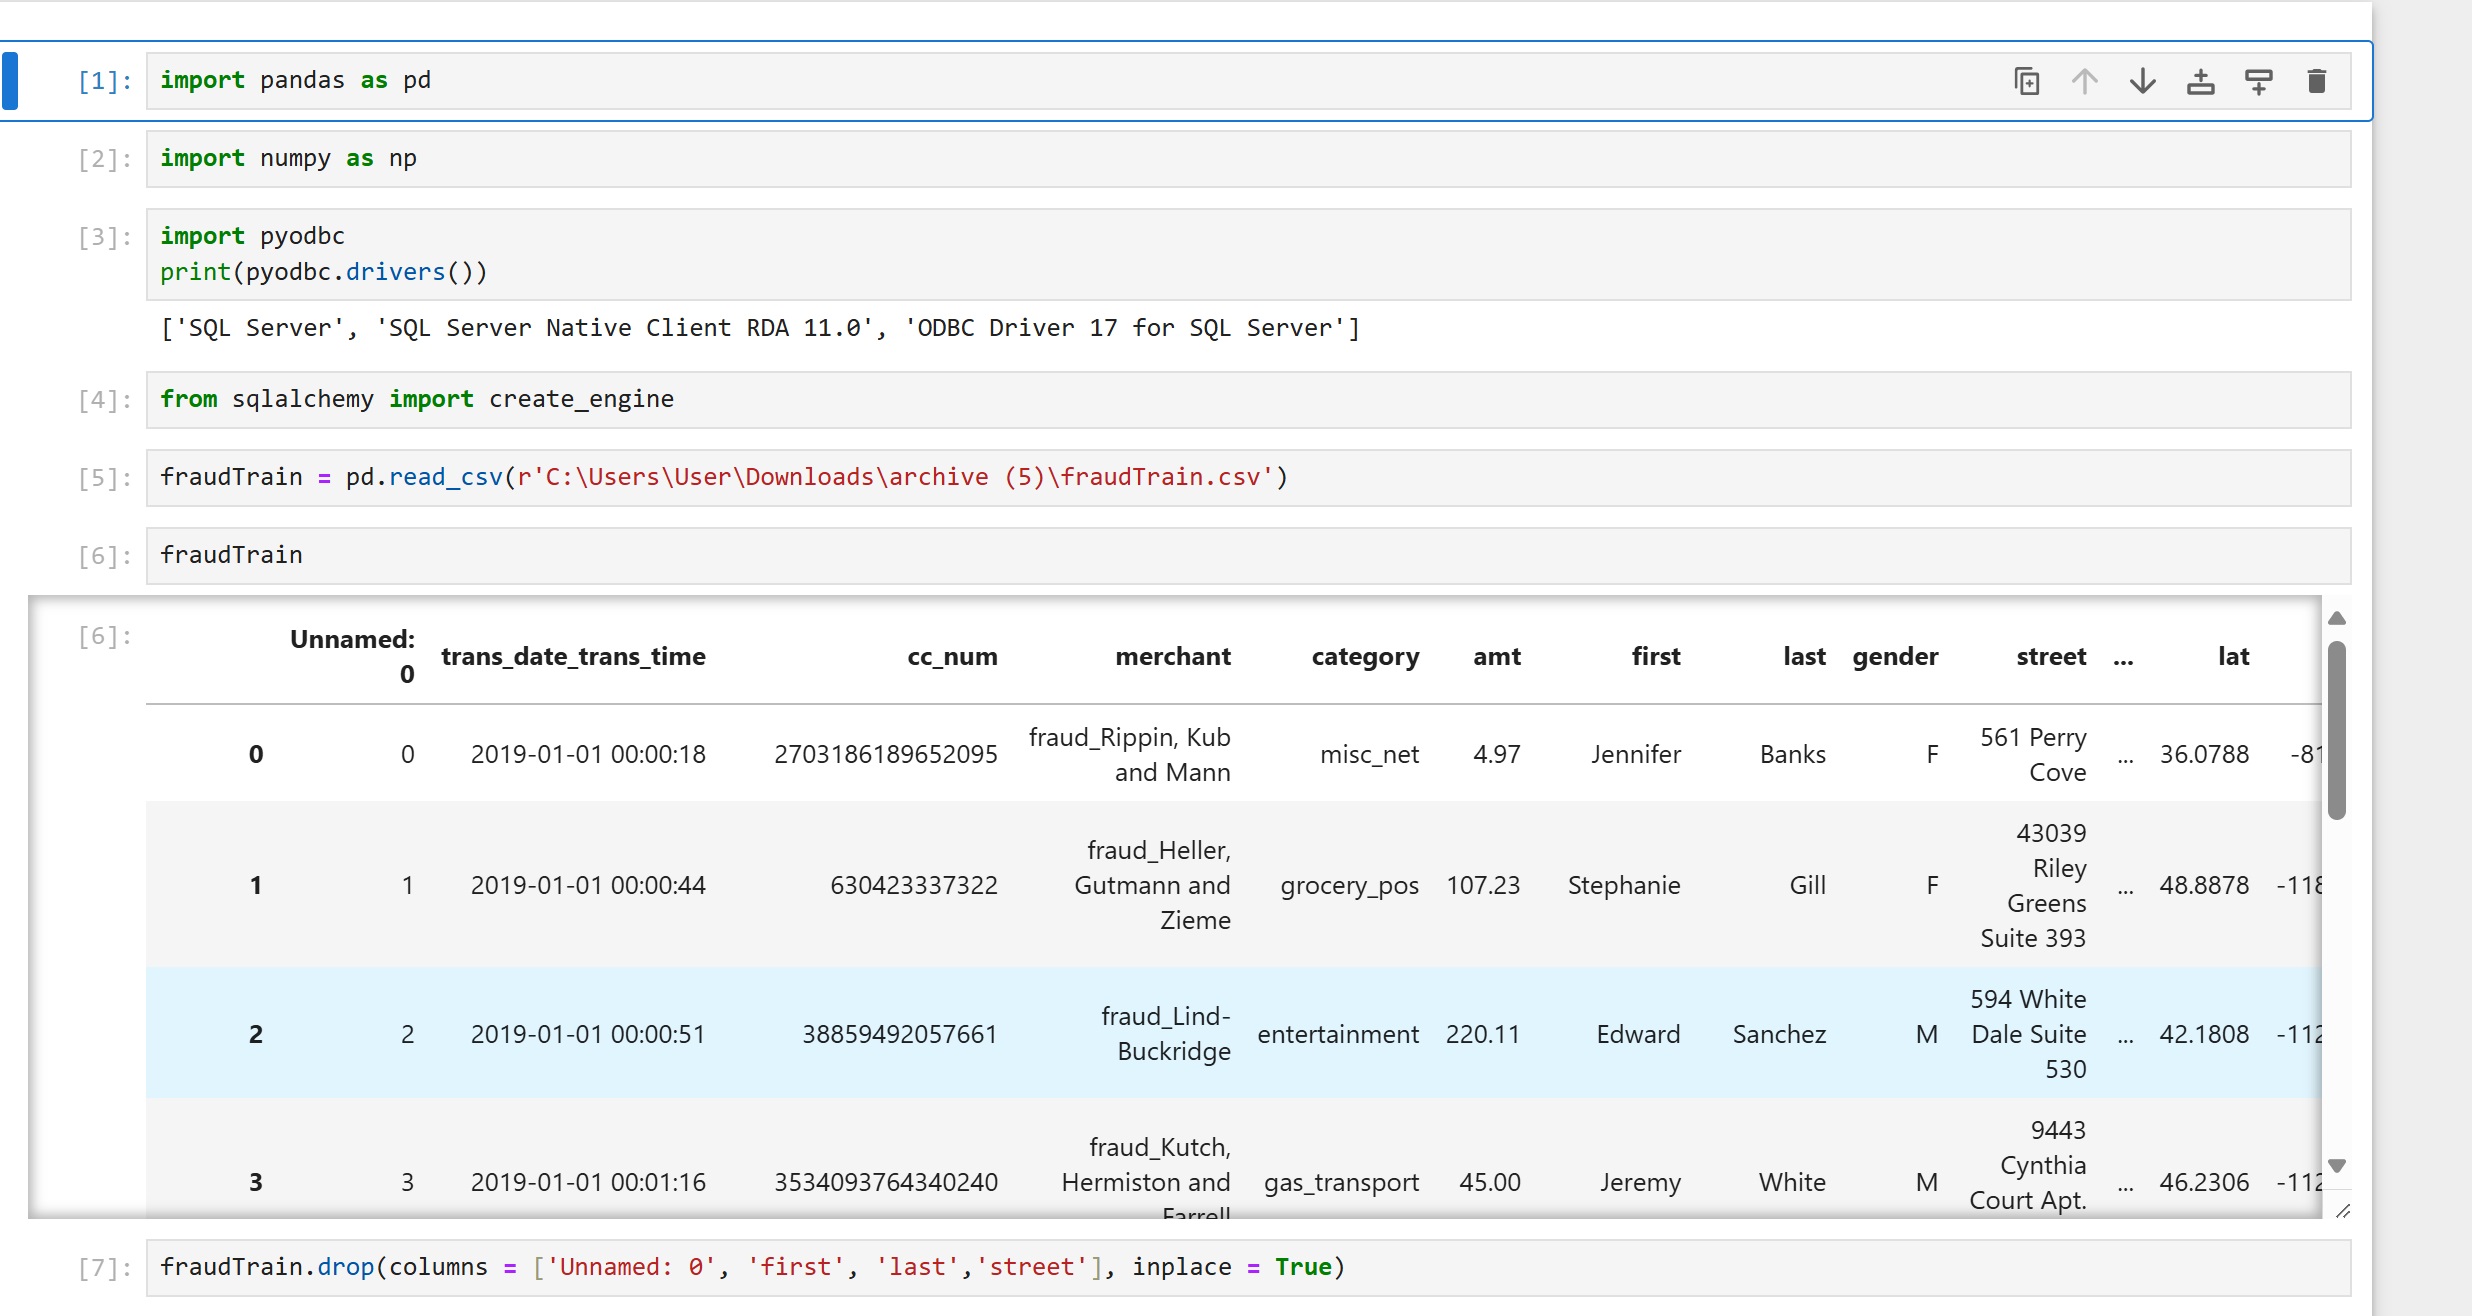 [1]: import pandas as pd
[2]: import numpy as np
[3]: import pyodbc
print(pyodbc.drivers())
['SQL Server', 'SQL Server Native Client RDA 11.0', 'ODBC Driver 17 for SQL Server']
[4]: from sqlalchemy import create_engine
[5]: fraudTrain = pd.read_csv(r'C:\Users\User\Downloads\archive (5)\fraudTrain.csv')
[6]: fraudTrain
[6]: Unnamed: 0 trans_date_trans_time cc_num merchant category amt first last gender street ... lat
0 0 2019-01-01 00:00:18 2703186189652095 fraud_Rippin, Kub and Mann misc_net 4.97 Jennifer Banks F 561 Perry Cove ... 36.0788 -81
1 1 2019-01-01 00:00:44 630423337322 fraud_Heller, Gutmann and Zieme grocery_pos 107.23 Stephanie Gill F 43039 Riley Greens Suite 393 ... 48.8878 -118
2 2 2019-01-01 00:00:51 38859492057661 fraud_Lind-Buckridge entertainment 220.11 Edward Sanchez M 594 White Dale Suite 530 ... 42.1808 -112
3 3 2019-01-01 00:01:16 3534093764340240 fraud_Kutch, Hermiston and Farrell gas_transport 45.00 Jeremy White M 9443 Cynthia Court Apt. ... 46.2306 -112
[7]: fraudTrain.drop(columns = ['Unnamed: 0', 'first', 'last','street'], inplace = True)